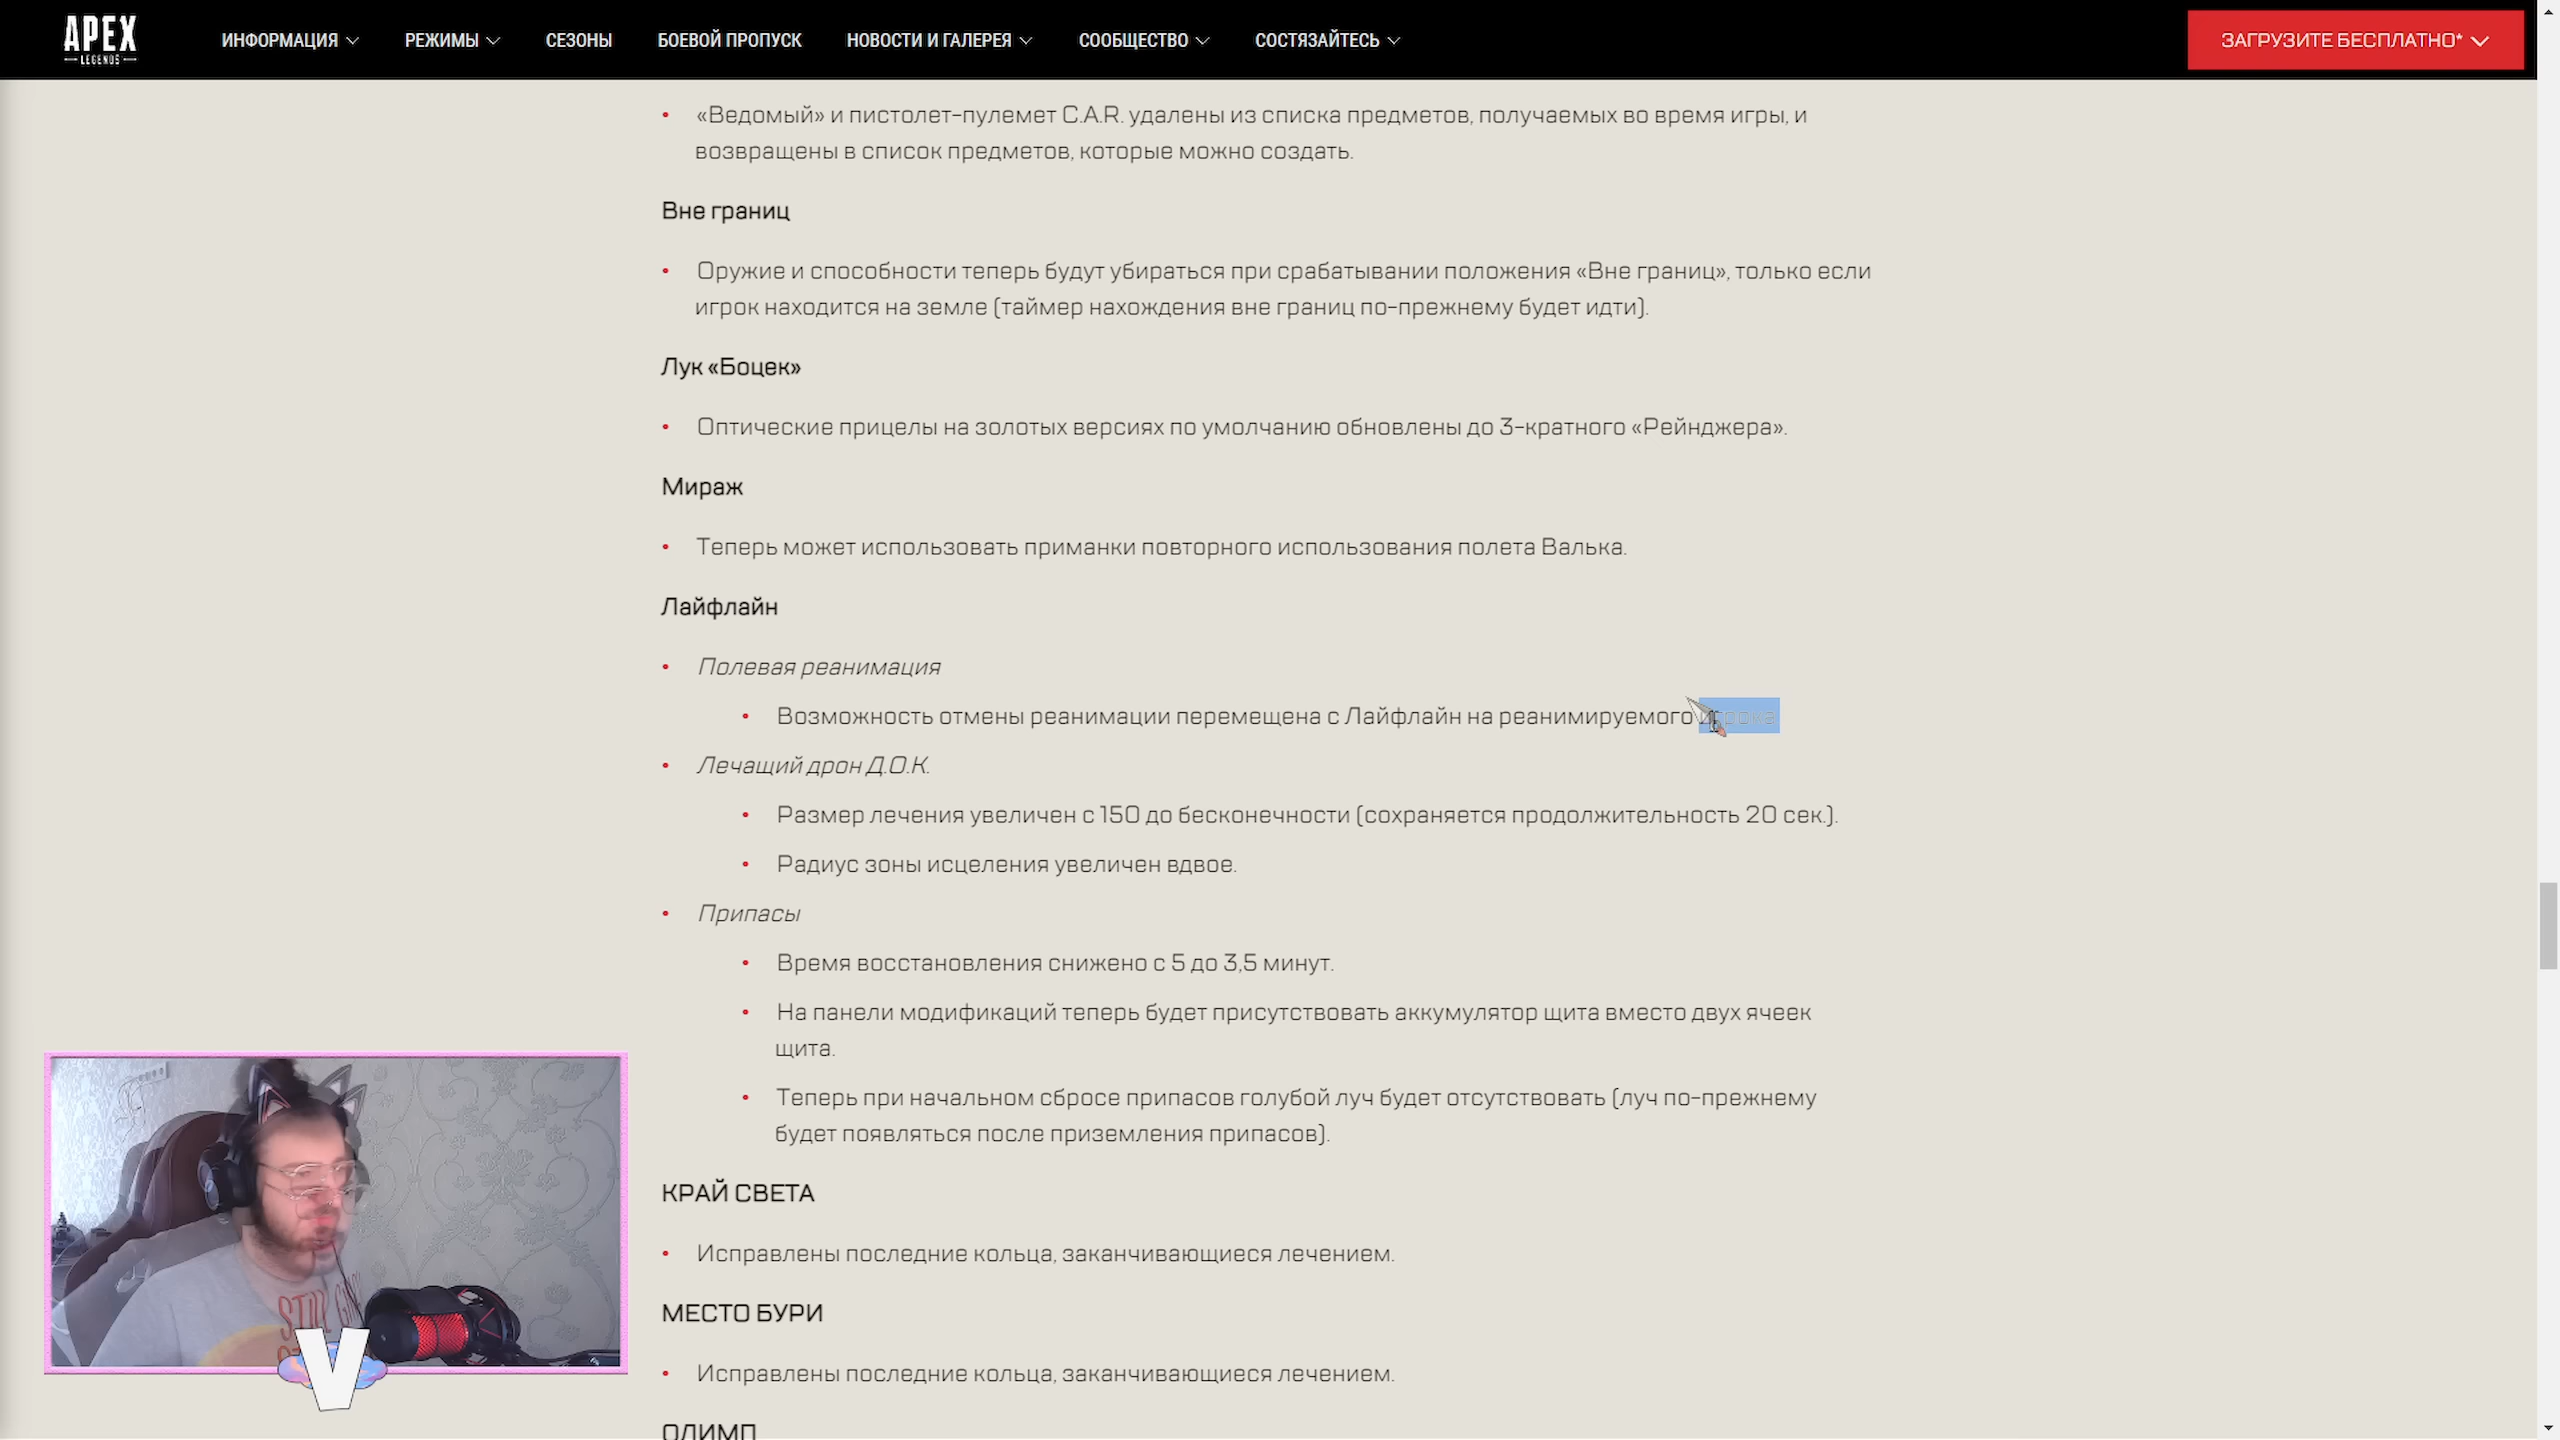 APEX
LEGENDS
ИНФОРМАЦИЯ
РЕЖИМЫ
СЕЗОНЫ
БОЕВОЙ ПРОПУСК
НОВОСТИ И ГАЛЕРЕЯ
СООБЩЕСТВО
СОСТЯЗАЙТЕСЬ
ЗАГРУЗИТЕ БЕСПЛАТНО*
• «Ведомый» и пистолет-пулемет C.A.R. удалены из списка предметов, получаемых во время игры, и
возвращены в список предметов, которые можно создать.
Вне границ
• Оружие и способности теперь будут убираться при срабатывании положения «Вне границ», только если
игрок находится на земле (таймер нахождения вне границ по-прежнему будет идти).
Лук «Боцек»
• Оптические прицелы на золотых версиях по умолчанию обновлены до 3-кратного «Рейнджера».
Мираж
• Теперь может использовать приманки повторного использования полета Валька.
Лайфлайн
• Полевая реанимация
• Возможность отмены реанимации перемещена с Лайфлайн на реанимируемого игрока
• Лечащий дрон Д.О.К.
• Размер лечения увеличен с 150 до бесконечности (сохраняется продолжительность 20 сек.).
• Радиус зоны исцеления увеличен вдвое.
• Припасы
• Время восстановления снижено с 5 до 3,5 минут.
• На панели модификаций теперь будет присутствовать аккумулятор щита вместо двух ячеек
щита.
• Теперь при начальном сбросе припасов голубой луч будет отсутствовать (луч по-прежнему
будет появляться после приземления припасов).
КРАЙ СВЕТА
• Исправлены последние кольца, заканчивающиеся лечением.
МЕСТО БУРИ
• Исправлены последние кольца, заканчивающиеся лечением.
ОЛИМП
V